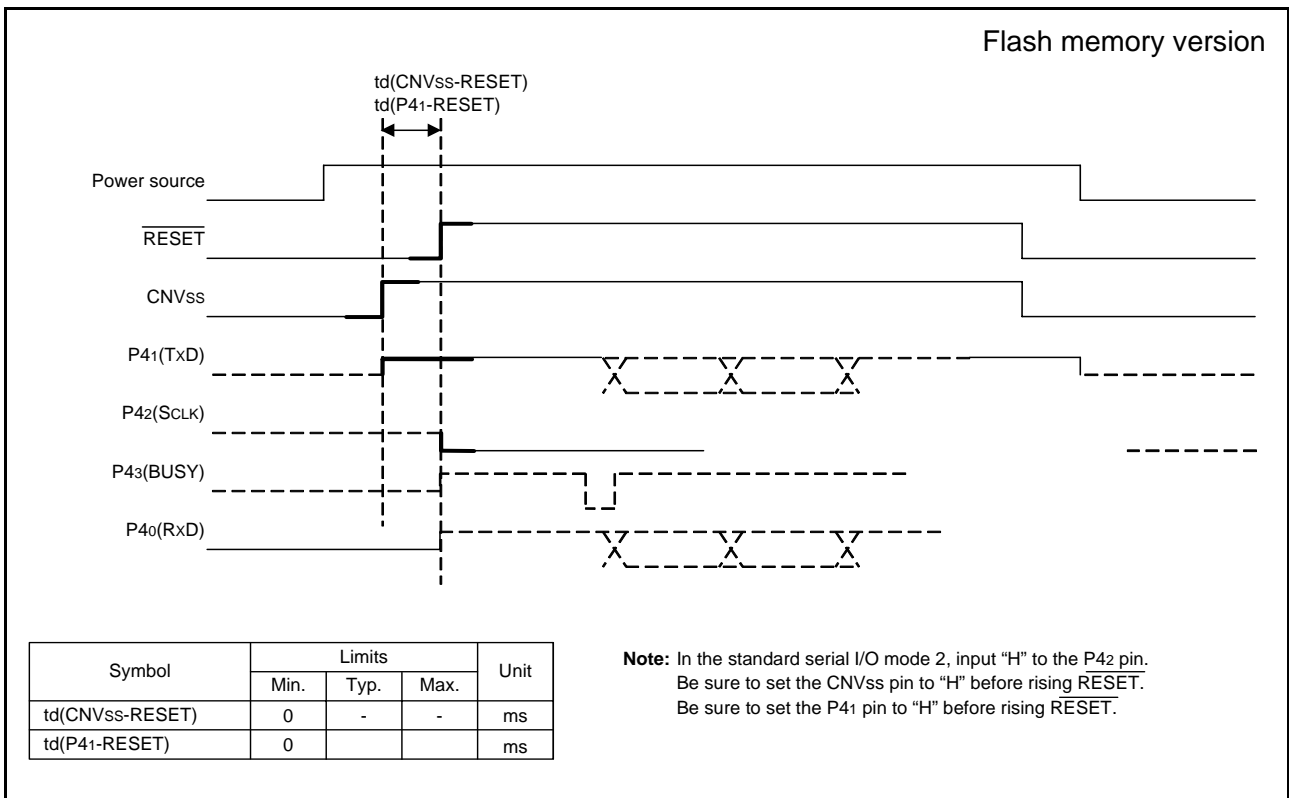 Flash memory version
td(CNVss-RESET)
td(P41-RESET)
Power source
RESET
CNVss
P41(TxD)
P42(SCLK)
P43(BUSY)
P40(RxD)
Symbol Limits Unit
Min. Typ. Max.
td(CNVss-RESET) 0 - - ms
td(P41-RESET) 0 ms
Note: In the standard serial I/O mode 2, input “H” to the P42 pin.
Be sure to set the CNVss pin to “H” before rising RESET.
Be sure to set the P41 pin to “H” before rising RESET.